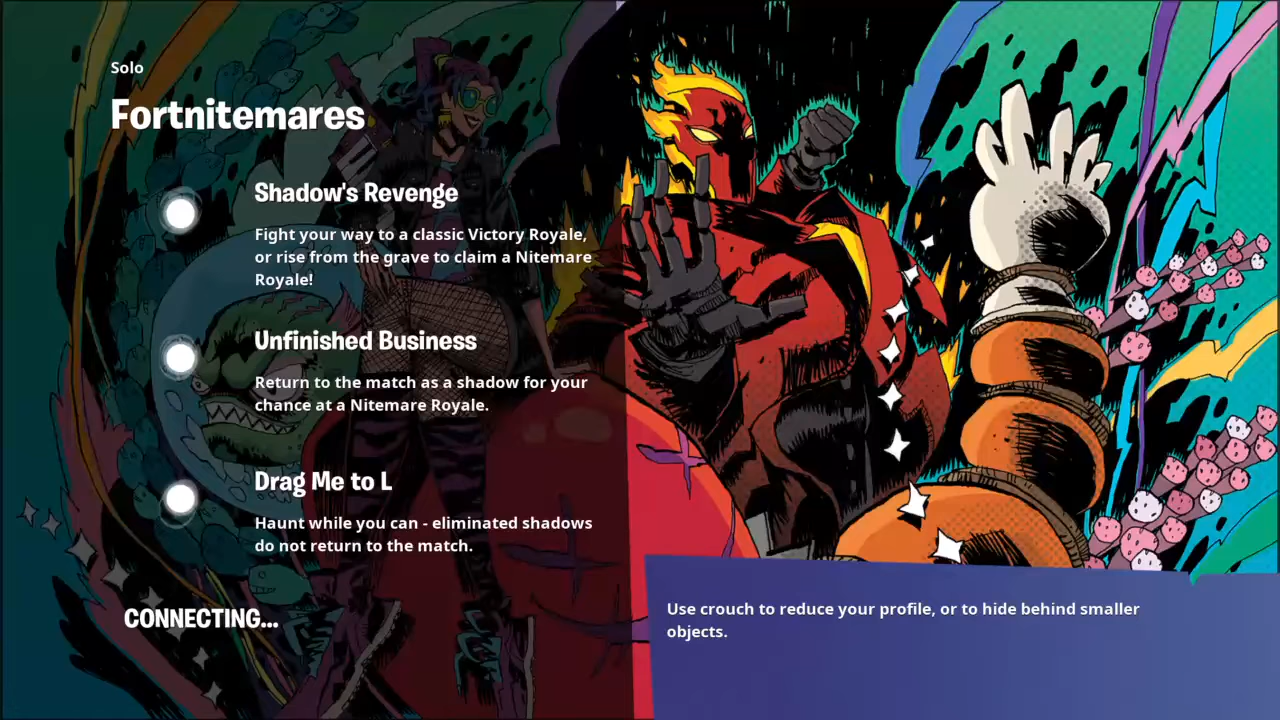 Solo
Fortnitemares
Shadow's Revenge
Fight your way to a classic Victory Royale,
or rise from the grave to claim a Nitemare
Royale!
Unfinished Business
Return to the match as a shadow for your
chance at a Nitemare Royale.
Drag Me to L
Haunt while you can - eliminated shadows
do not return to the match.
CONNECTING...
Use crouch to reduce your profile, or to hide behind smaller
objects.